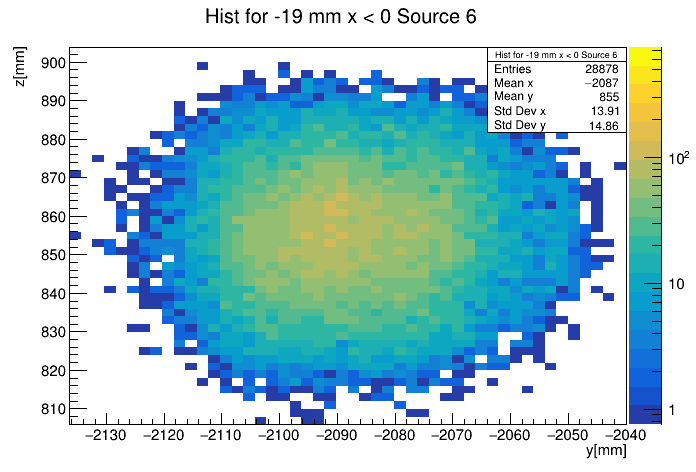 Hist for -19 mm x < 0 Source 6
z[mm]
900
890
880
870
860
850
840
830
820
810
Hist for -19 mm x < 0 Source 6
Entries 28878
Mean x −2087
Mean y 855
Std Dev x 13.91
Std Dev y 14.86
10²
10
1
−2130 −2120 −2110 −2100 −2090 −2080 −2070 −2060 −2050 −2040
y[mm]